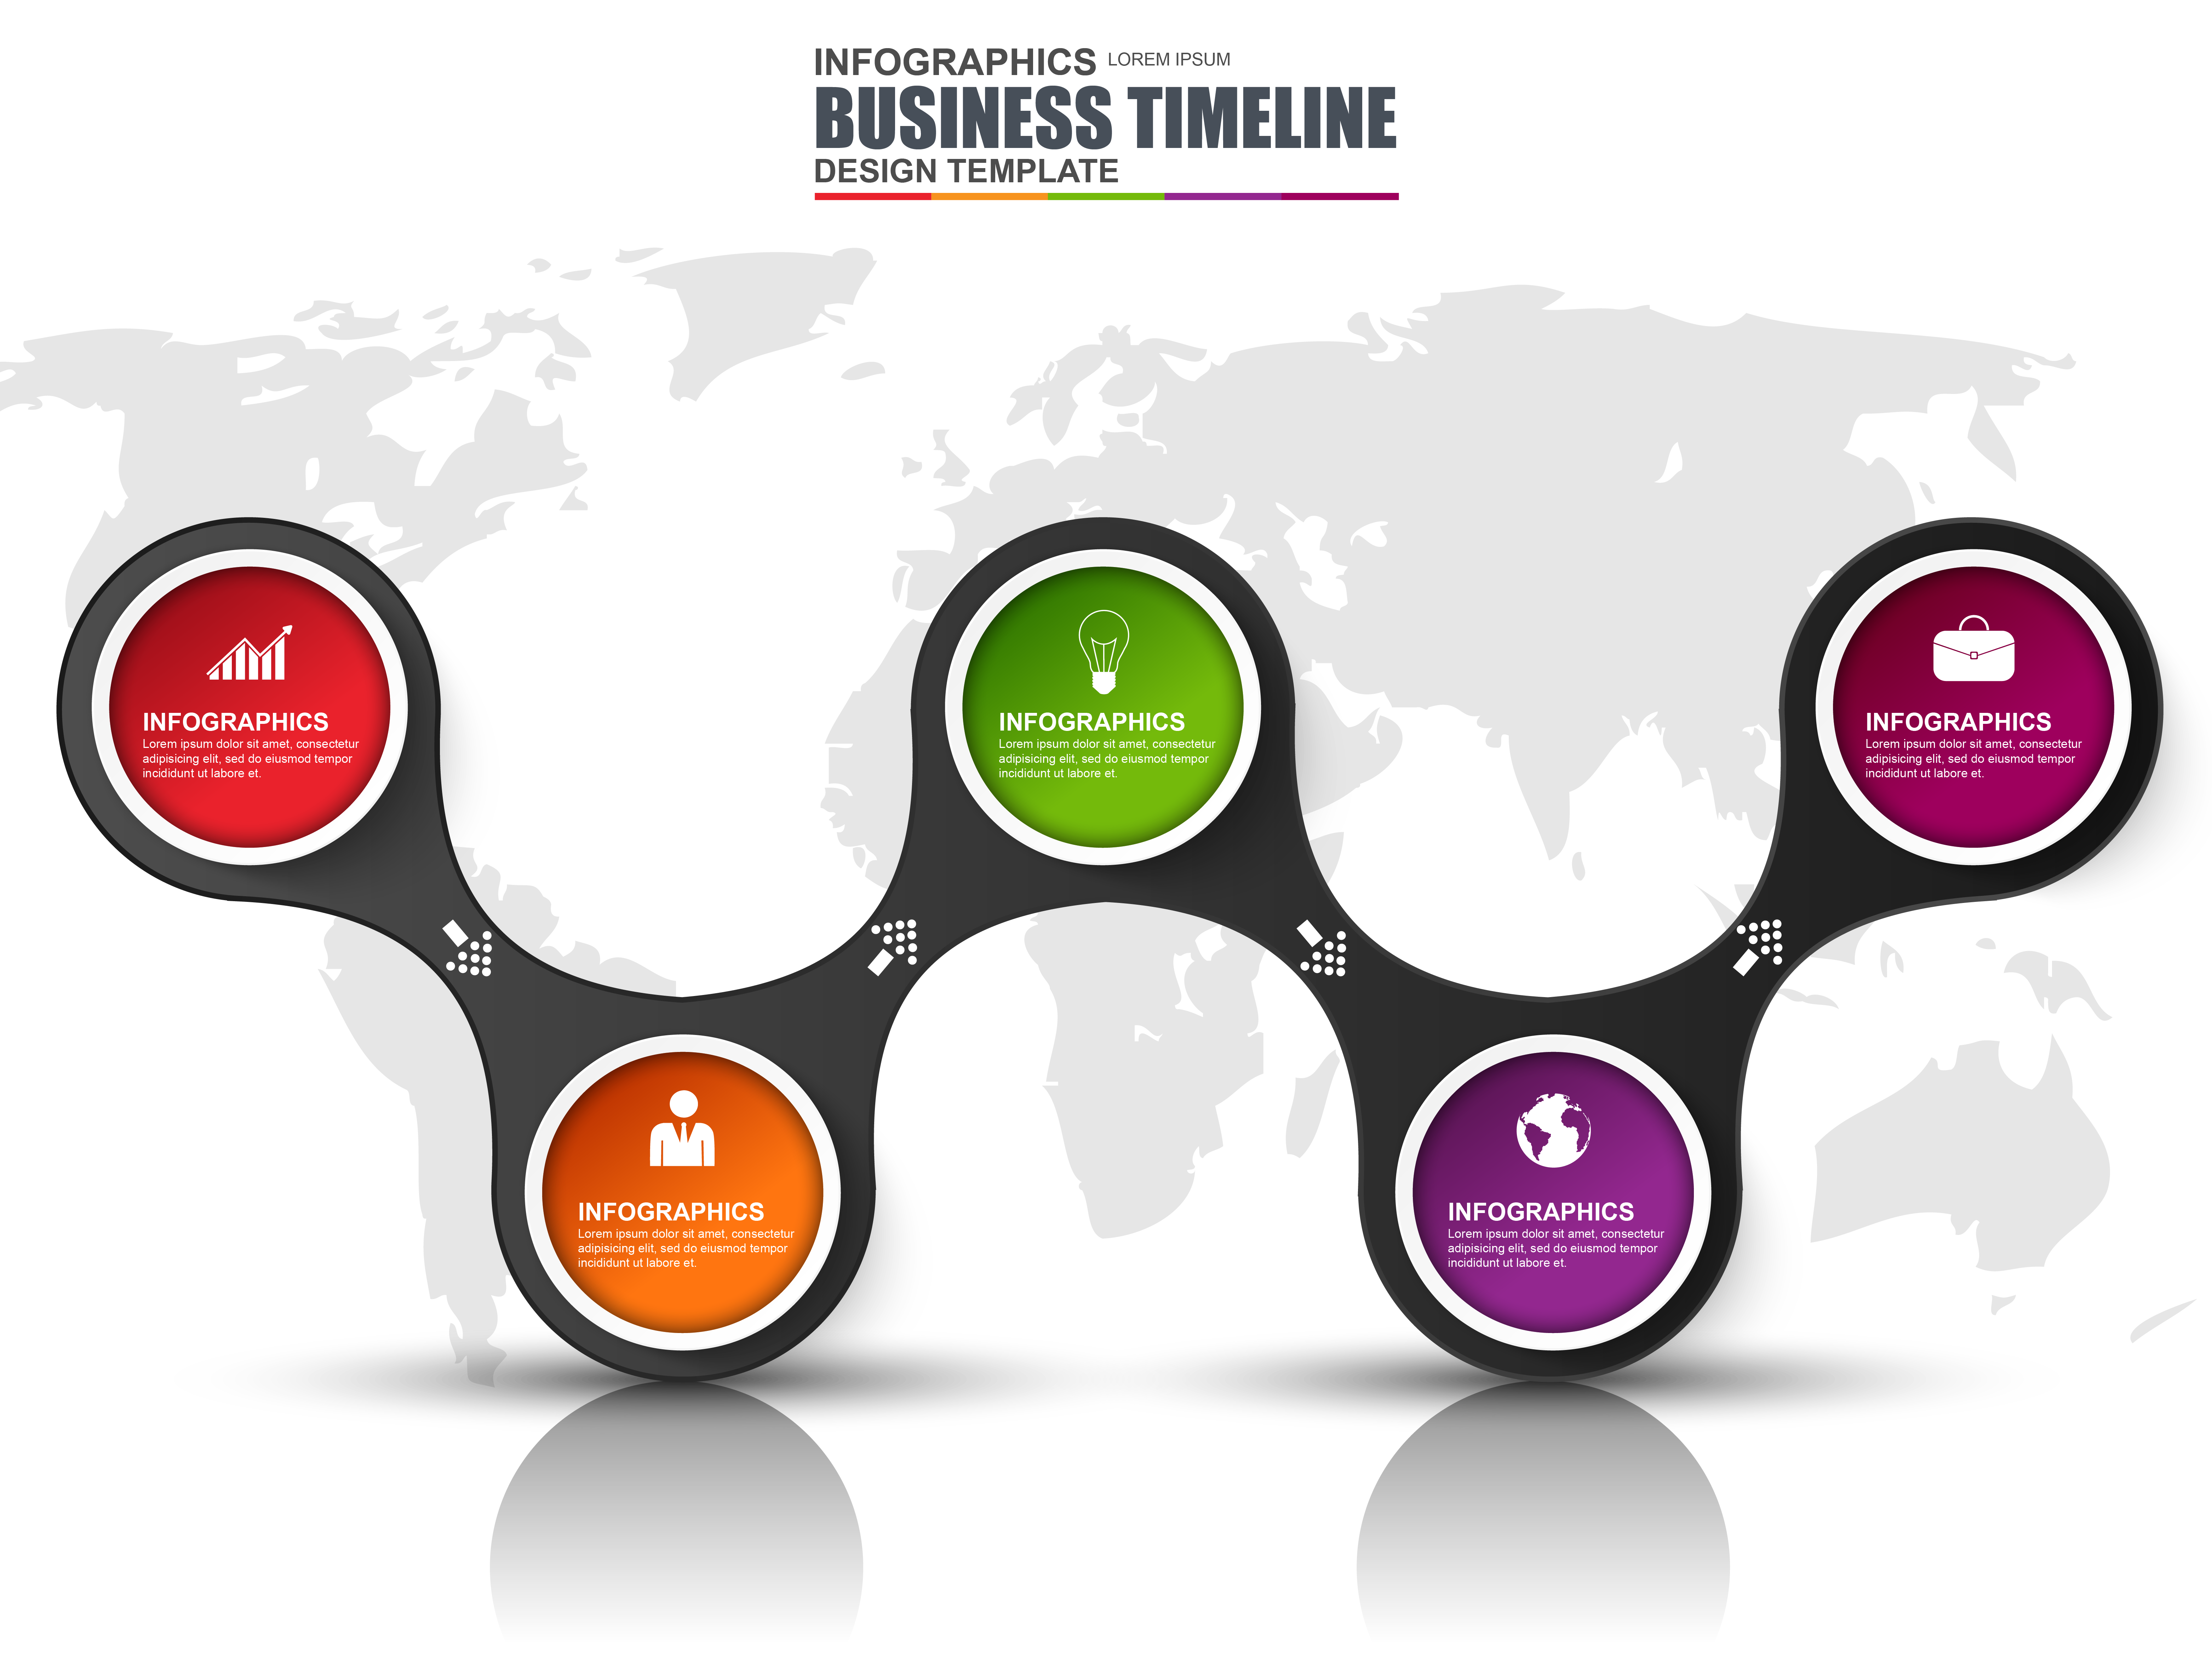 INFOGRAPHICS LOREM IPSUM
BUSINESS TIMELINE
DESIGN TEMPLATE
INFOGRAPHICS
Lorem ipsum dolor sit amet, consectetur
adipisicing elit, sed do eiusmod tempor
incididunt ut labore et.
INFOGRAPHICS
Lorem ipsum dolor sit amet, consectetur
adipisicing elit, sed do eiusmod tempor
incididunt ut labore et.
INFOGRAPHICS
Lorem ipsum dolor sit amet, consectetur
adipisicing elit, sed do eiusmod tempor
incididunt ut labore et.
INFOGRAPHICS
Lorem ipsum dolor sit amet, consectetur
adipisicing elit, sed do eiusmod tempor
incididunt ut labore et.
INFOGRAPHICS
Lorem ipsum dolor sit amet, consectetur
adipisicing elit, sed do eiusmod tempor
incididunt ut labore et.